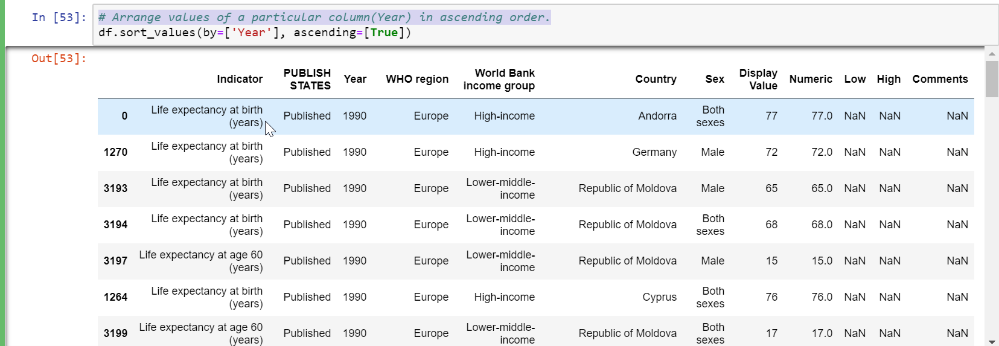 In [53]: # Arrange values of a particular column(Year) in ascending order.
df.sort_values(by=['Year'], ascending=[True])
Out[53]:
Indicator PUBLISH STATES Year WHO region World Bank income group Country Sex Display Value Numeric Low High Comments
0 Life expectancy at birth (years) Published 1990 Europe High-income Andorra Both sexes 77 77.0 NaN NaN NaN
1270 Life expectancy at birth (years) Published 1990 Europe High-income Germany Male 72 72.0 NaN NaN NaN
3193 Life expectancy at birth (years) Published 1990 Europe Lower-middle-income Republic of Moldova Male 65 65.0 NaN NaN NaN
3194 Life expectancy at birth (years) Published 1990 Europe Lower-middle-income Republic of Moldova Both sexes 68 68.0 NaN NaN NaN
3197 Life expectancy at age 60 (years) Published 1990 Europe Lower-middle-income Republic of Moldova Male 15 15.0 NaN NaN NaN
1264 Life expectancy at birth (years) Published 1990 Europe High-income Cyprus Both sexes 76 76.0 NaN NaN NaN
3199 Life expectancy at age 60 (years) Published 1990 Europe Lower-middle-income Republic of Moldova Both sexes 17 17.0 NaN NaN NaN